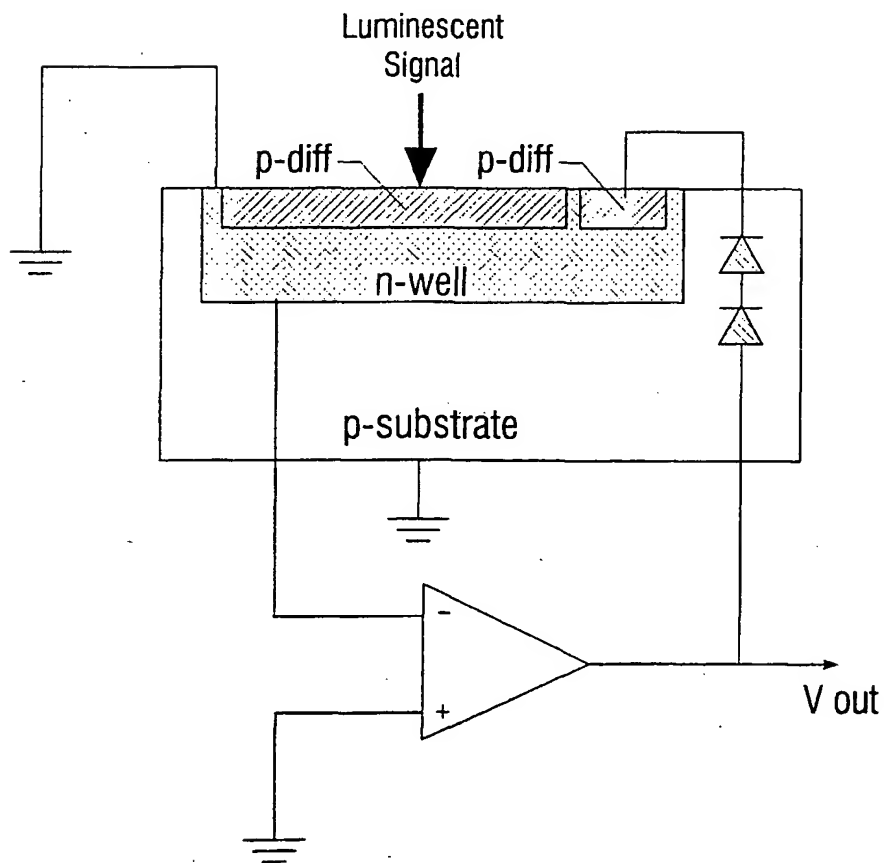 Luminescent
Signal
p-diff
p-diff
n-well
p-substrate
-
+
V out